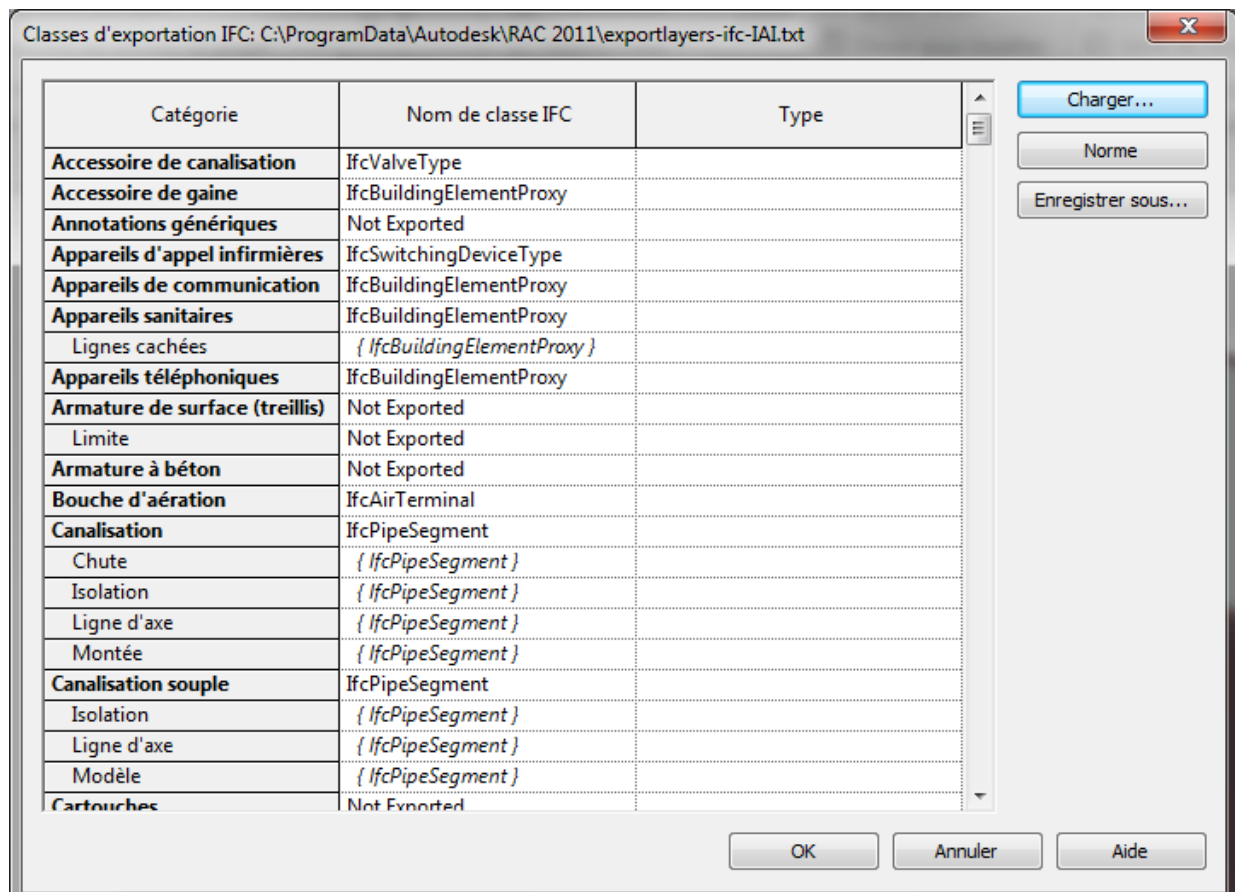 Classes d'exportation IFC: C:\ProgramData\Autodesk\RAC 2011\exportlayers-ifc-IAI.txt
Catégorie Nom de classe IFC Type
Accessoire de canalisation IfcValveType
Accessoire de gaine IfcBuildingElementProxy
Annotations génériques Not Exported
Appareils d'appel infirmières IfcSwitchingDeviceType
Appareils de communication IfcBuildingElementProxy
Appareils sanitaires IfcBuildingElementProxy
Lignes cachées { IfcBuildingElementProxy }
Appareils téléphoniques IfcBuildingElementProxy
Armature de surface (treillis) Not Exported
Limite Not Exported
Armature à béton Not Exported
Bouche d'aération IfcAirTerminal
Canalisation IfcPipeSegment
Chute { IfcPipeSegment }
Isolation { IfcPipeSegment }
Ligne d'axe { IfcPipeSegment }
Montée { IfcPipeSegment }
Canalisation souple IfcPipeSegment
Isolation { IfcPipeSegment }
Ligne d'axe { IfcPipeSegment }
Modèle { IfcPipeSegment }
Cartouches Not Exported
Charger...
Norme
Enregistrer sous...
OK Annuler Aide